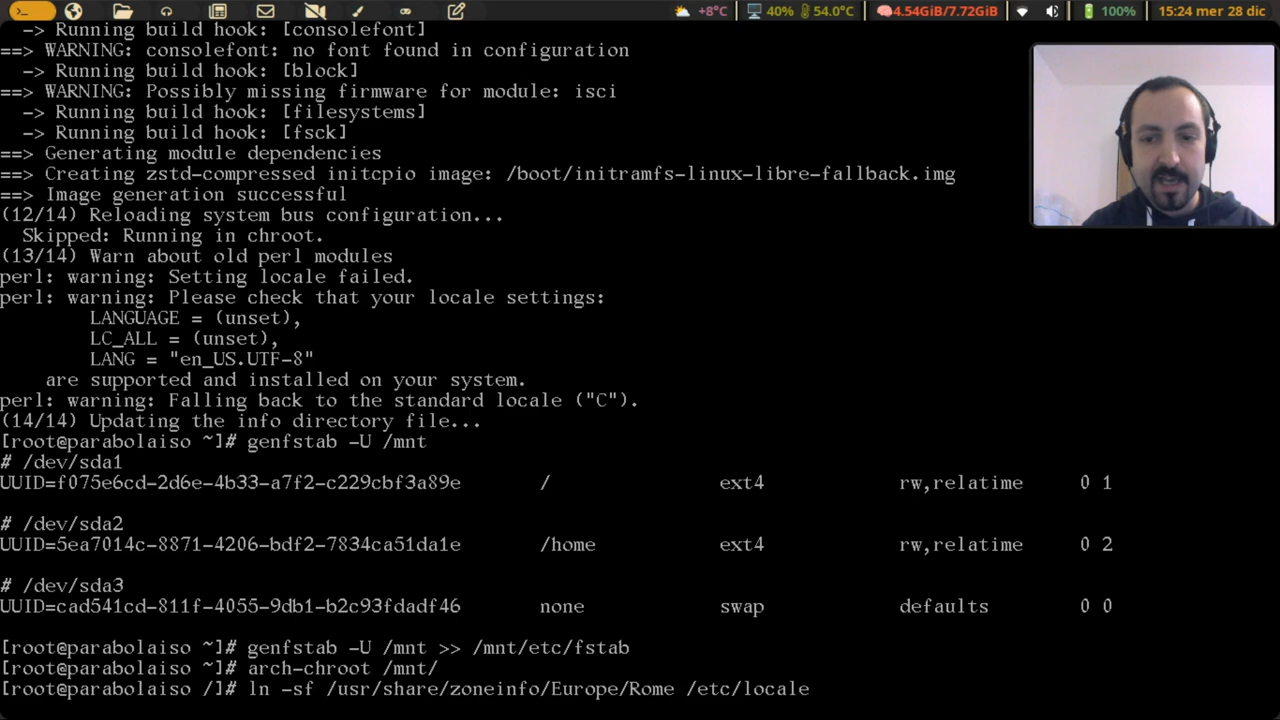 +8°C 40% 54.0°C 4.54GiB/7.72GiB 100% 15:24 mer 28 dic
-> Running build hook: [consolefont]
==> WARNING: consolefont: no font found in configuration
-> Running build hook: [block]
==> WARNING: Possibly missing firmware for module: isci
-> Running build hook: [filesystems]
-> Running build hook: [fsck]
==> Generating module dependencies
==> Creating zstd-compressed initcpio image: /boot/initramfs-linux-libre-fallback.img
==> Image generation successful
(12/14) Reloading system bus configuration...
Skipped: Running in chroot.
(13/14) Warn about old perl modules
perl: warning: Setting locale failed.
perl: warning: Please check that your locale settings:
LANGUAGE = (unset),
LC_ALL = (unset),
LANG = "en_US.UTF-8"
are supported and installed on your system.
perl: warning: Falling back to the standard locale ("C").
(14/14) Updating the info directory file...
[root@parabolaiso ~]# genfstab -U /mnt
# /dev/sda1
UUID=f075e6cd-2d6e-4b33-a7f2-c229cbf3a89e / ext4 rw,relatime 0 1
# /dev/sda2
UUID=5ea7014c-8871-4206-bdf2-7834ca51da1e /home ext4 rw,relatime 0 2
# /dev/sda3
UUID=cad541cd-811f-4055-9db1-b2c93fdadf46 none swap defaults 0 0
[root@parabolaiso ~]# genfstab -U /mnt >> /mnt/etc/fstab
[root@parabolaiso ~]# arch-chroot /mnt/
[root@parabolaiso /]# ln -sf /usr/share/zoneinfo/Europe/Rome /etc/locale